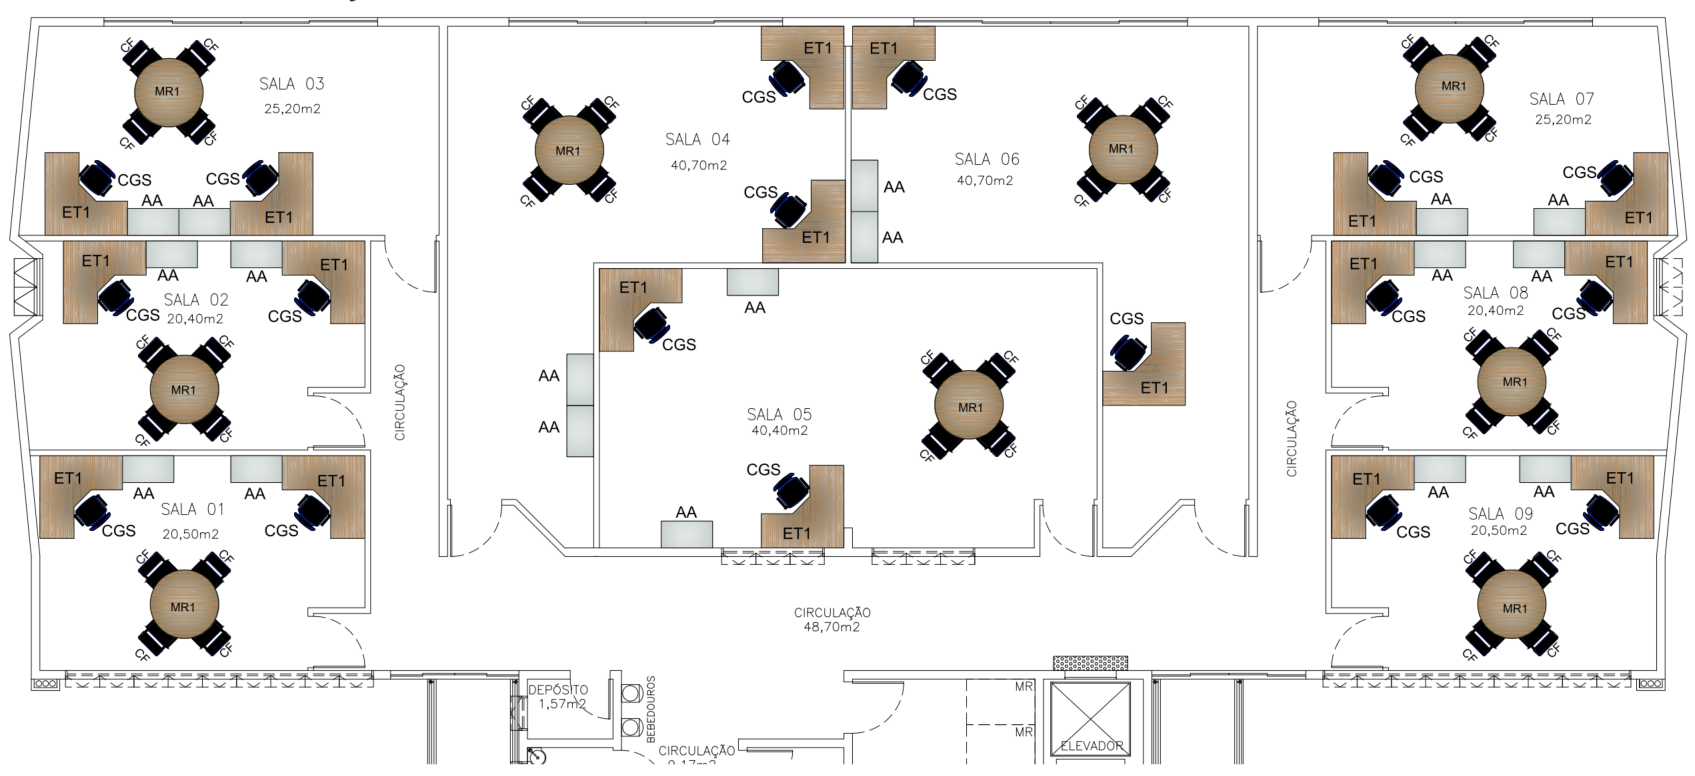 CF
CF
MR1
CF
CF
SALA 03
25,20m2
CGS
CGS
AA
AA
ET1
ET1
ET1
ET1
AA
AA
SALA 02
20,40m2
CGS
CGS
CF
CF
MR1
CF
CF
CIRCULAÇÃO
ET1
ET1
AA
AA
SALA 01
20,50m2
CGS
CGS
CF
CF
MR1
CF
CF
ET1
CGS
CF
CF
MR1
CF
CF
SALA 04
40,70m2
CGS
ET1
AA
AA
ET1
CGS
SALA 06
40,70m2
AA
AA
CF
CF
MR1
CF
CF
CGS
ET1
ET1
AA
CGS
SALA 05
40,40m2
CF
CF
MR1
CF
CF
CGS
AA
ET1
CF
CF
MR1
CF
CF
SALA 07
25,20m2
CGS
CGS
AA
AA
ET1
ET1
ET1
ET1
AA
AA
SALA 08
20,40m2
CGS
CGS
CF
CF
MR1
CF
CF
CIRCULAÇÃO
ET1
ET1
AA
AA
SALA 09
20,50m2
CGS
CGS
CF
CF
MR1
CF
CF
CIRCULAÇÃO
48,70m2
DEPÓSITO
1,57m2
BEBEDOUROS
CIRCULAÇÃO
9,17m2
MR
MR
ELEVADOR